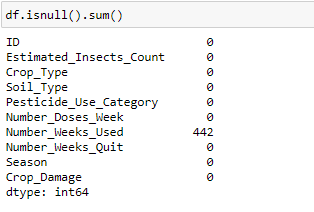 df.isnull().sum()
ID 0
Estimated_Insects_Count 0
Crop_Type 0
Soil_Type 0
Pesticide_Use_Category 0
Number_Doses_Week 0
Number_Weeks_Used 442
Number_Weeks_Quit 0
Season 0
Crop_Damage 0
dtype: int64